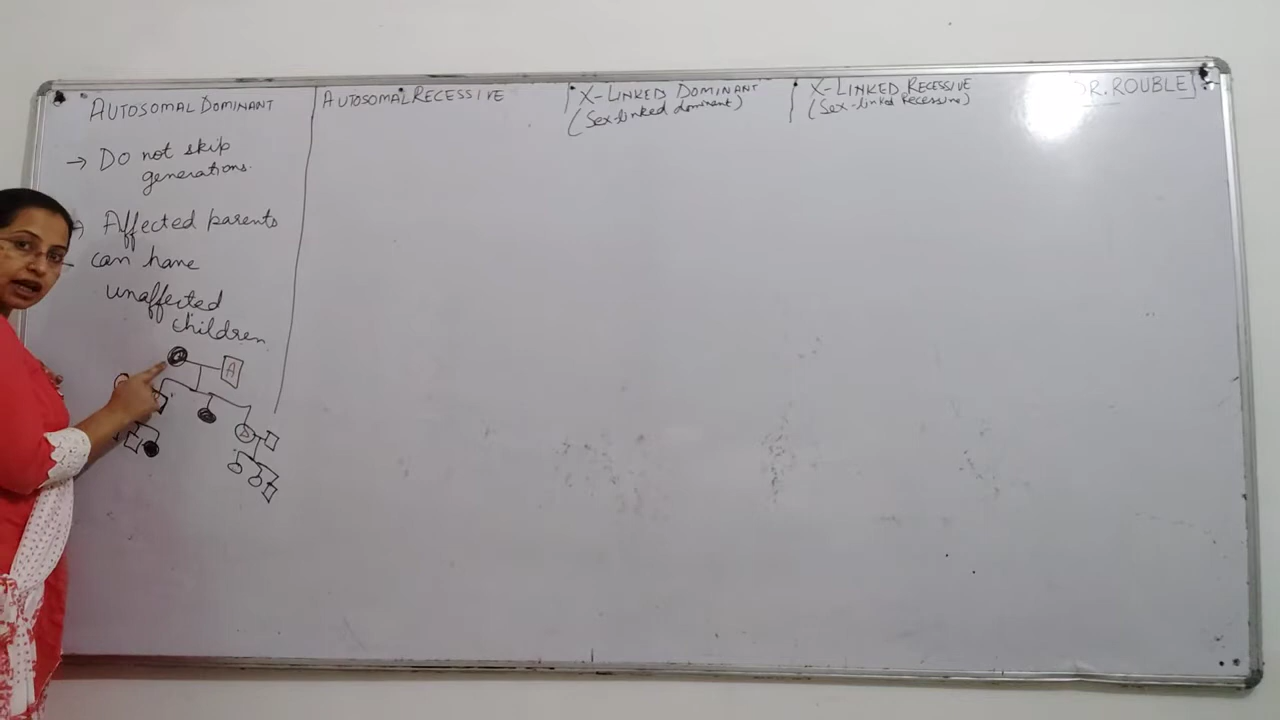 AUTOSOMAL DOMINANT
→ Do not skip
generations.
Affected parents
can have
unaffected
children
A
AUTOSOMAL RECESSIVE
X-LINKED DOMINANT
(Sex-linked dominant)
X-LINKED RECESSIVE
(Sex-linked Recessive)
DR. ROUBLE